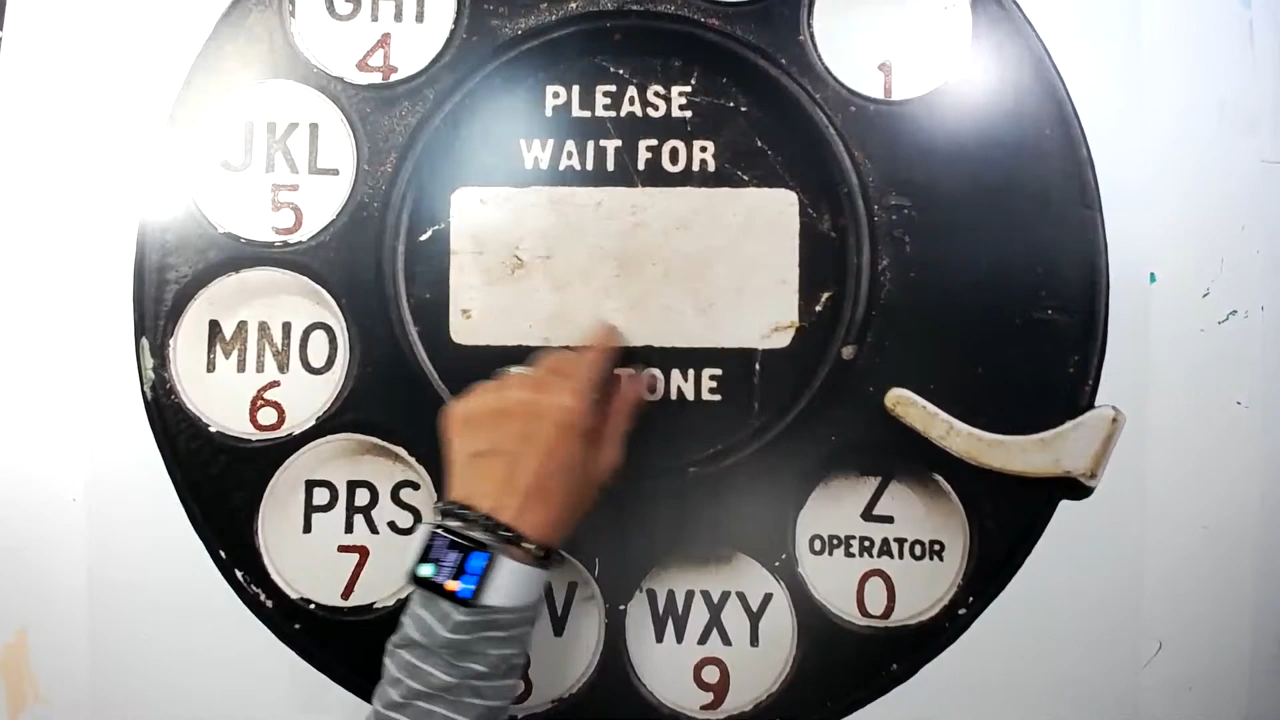 GHI
4
1
JKL
5
PLEASE
WAIT FOR
TONE
MNO
6
PRS
7
V
WXY
9
Z
OPERATOR
0